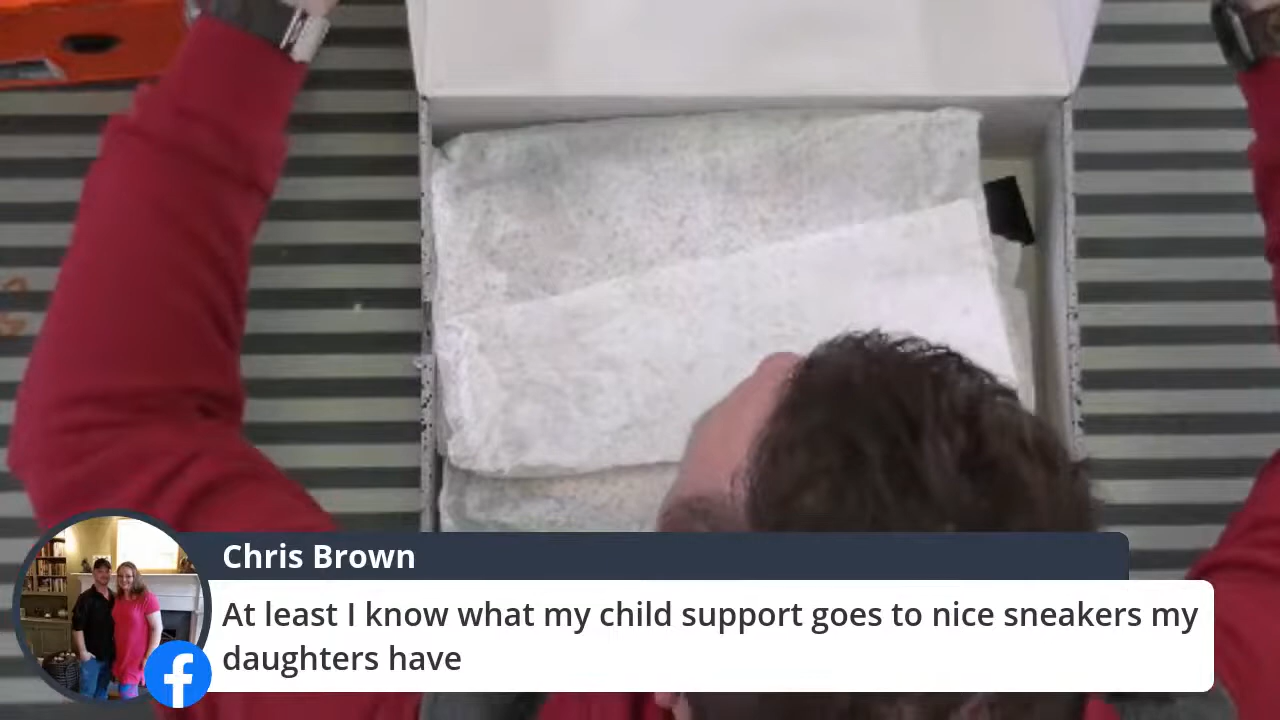 Chris Brown
At least I know what my child support goes to nice sneakers my
daughters have